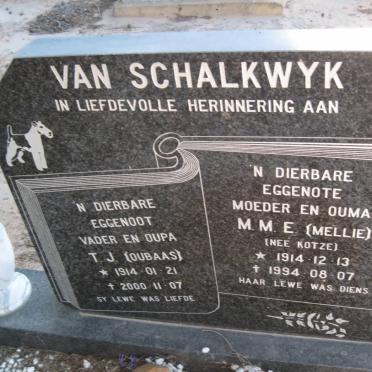 VAN SCHALKWYK
IN LIEFDEVOLLE HERINNERING AAN
'N DIERBARE
EGGENOOT
VADER EN OUPA
T. J. (OUBAAS)
* 1914·01·21
† 2000·11·07
SY LEWE WAS LIEFDE
'N DIERBARE
EGGENOTE
MOEDER EN OUMA
M. M. E. (MELLIE)
(NEE KOTZE)
* 1914·12·13
† 1994·08·07
HAAR LEWE WAS DIENS